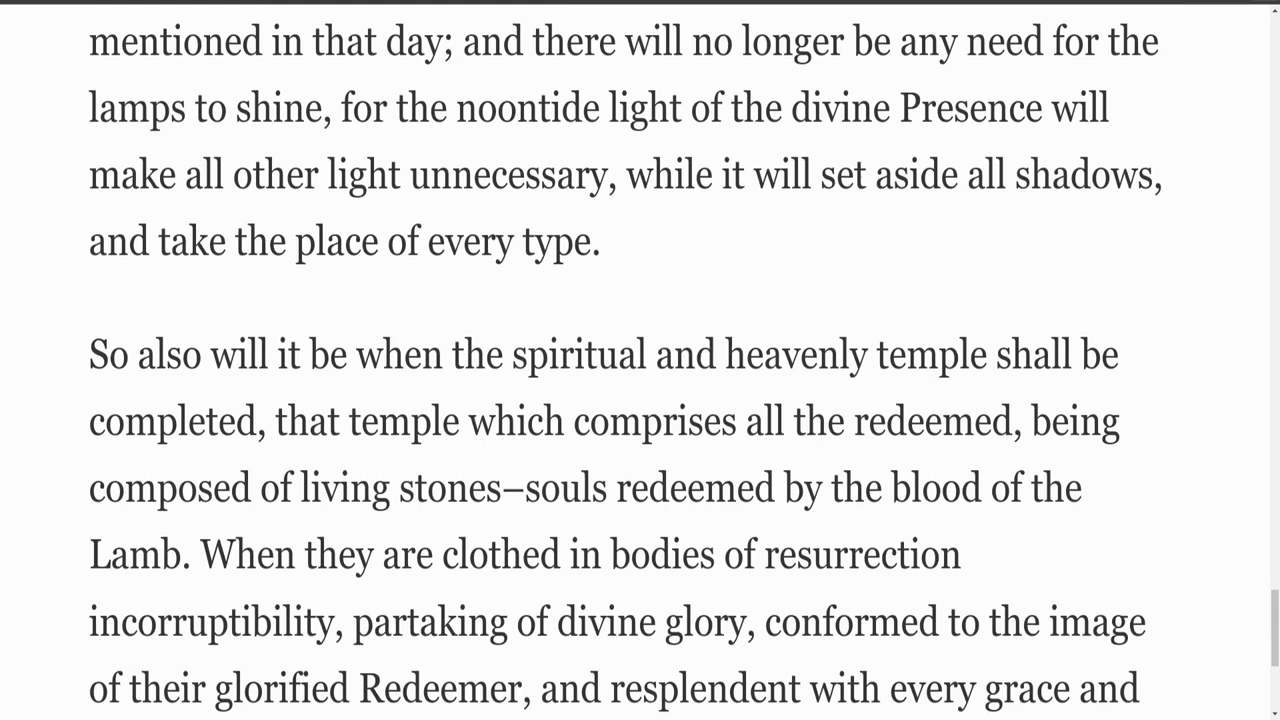 mentioned in that day; and there will no longer be any need for the
lamps to shine, for the noontide light of the divine Presence will
make all other light unnecessary, while it will set aside all shadows,
and take the place of every type.
So also will it be when the spiritual and heavenly temple shall be
completed, that temple which comprises all the redeemed, being
composed of living stones–souls redeemed by the blood of the
Lamb. When they are clothed in bodies of resurrection
incorruptibility, partaking of divine glory, conformed to the image
of their glorified Redeemer, and resplendent with every grace and